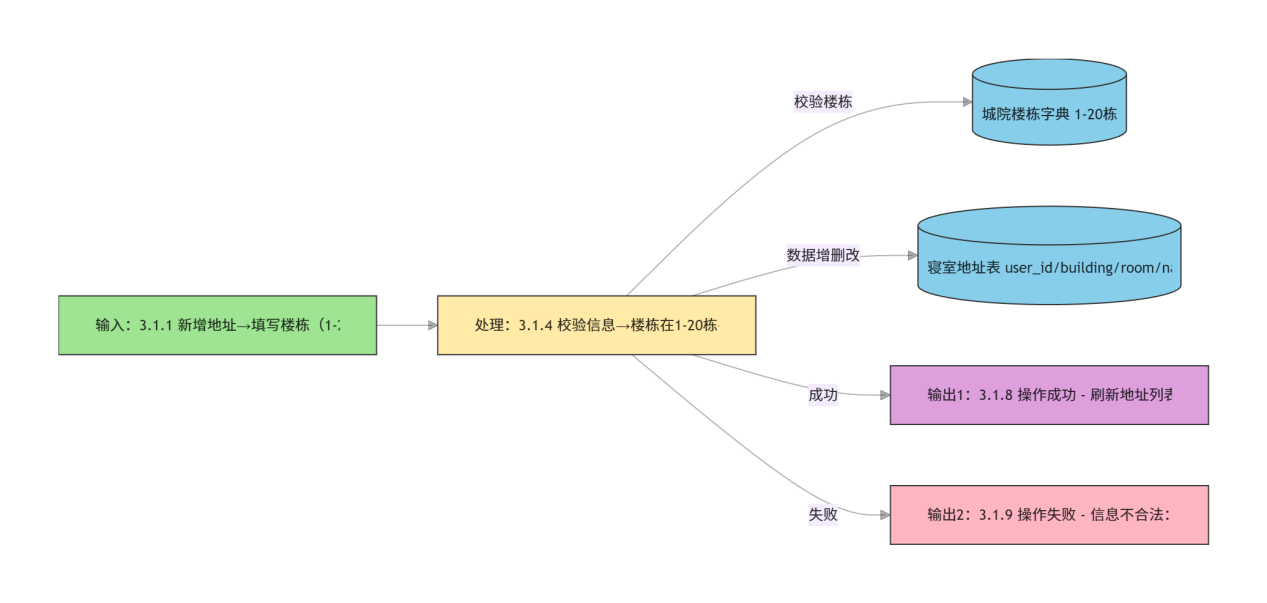 校验楼栋
城院楼栋字典 1-20栋
数据增删改
寝室地址表 user_id/building/room/na
输入：3.1.1 新增地址→填写楼栋（1-2
处理：3.1.4 校验信息→楼栋在1-20栋
成功
输出1：3.1.8 操作成功 - 刷新地址列表
失败
输出2：3.1.9 操作失败 - 信息不合法：